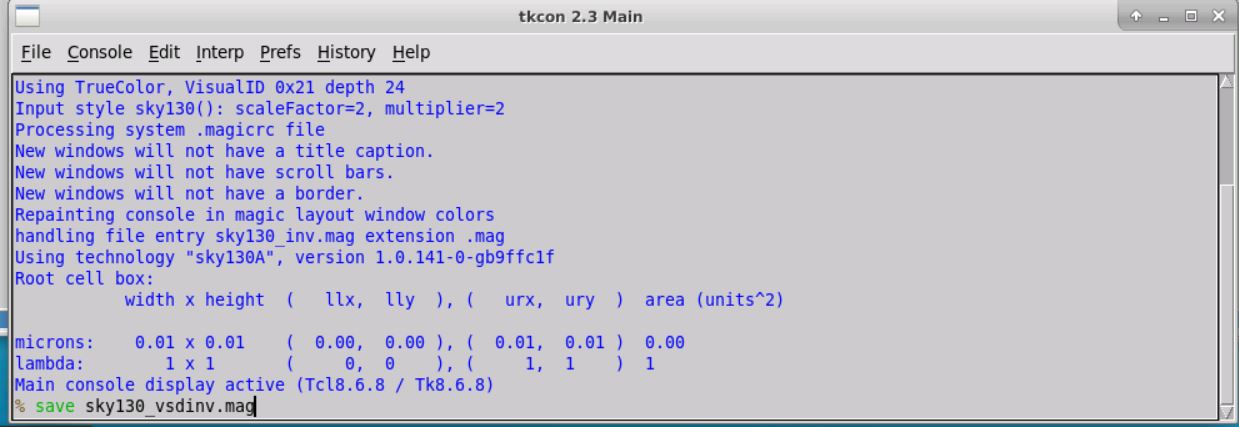 tkcon 2.3 Main
File Console Edit Interp Prefs History Help
Using TrueColor, VisualID 0x21 depth 24
Input style sky130(): scaleFactor=2, multiplier=2
Processing system .magicrc file
New windows will not have a title caption.
New windows will not have scroll bars.
New windows will not have a border.
Repainting console in magic layout window colors
handling file entry sky130_inv.mag extension .mag
Using technology "sky130A", version 1.0.141-0-gb9ffc1f
Root cell box:
width x height ( llx, lly ), ( urx, ury ) area (units^2)
microns: 0.01 x 0.01 ( 0.00, 0.00 ), ( 0.01, 0.01 ) 0.00
lambda: 1 x 1 ( 0, 0 ), ( 1, 1 ) 1
Main console display active (Tcl8.6.8 / Tk8.6.8)
% save sky130_vsdinv.mag